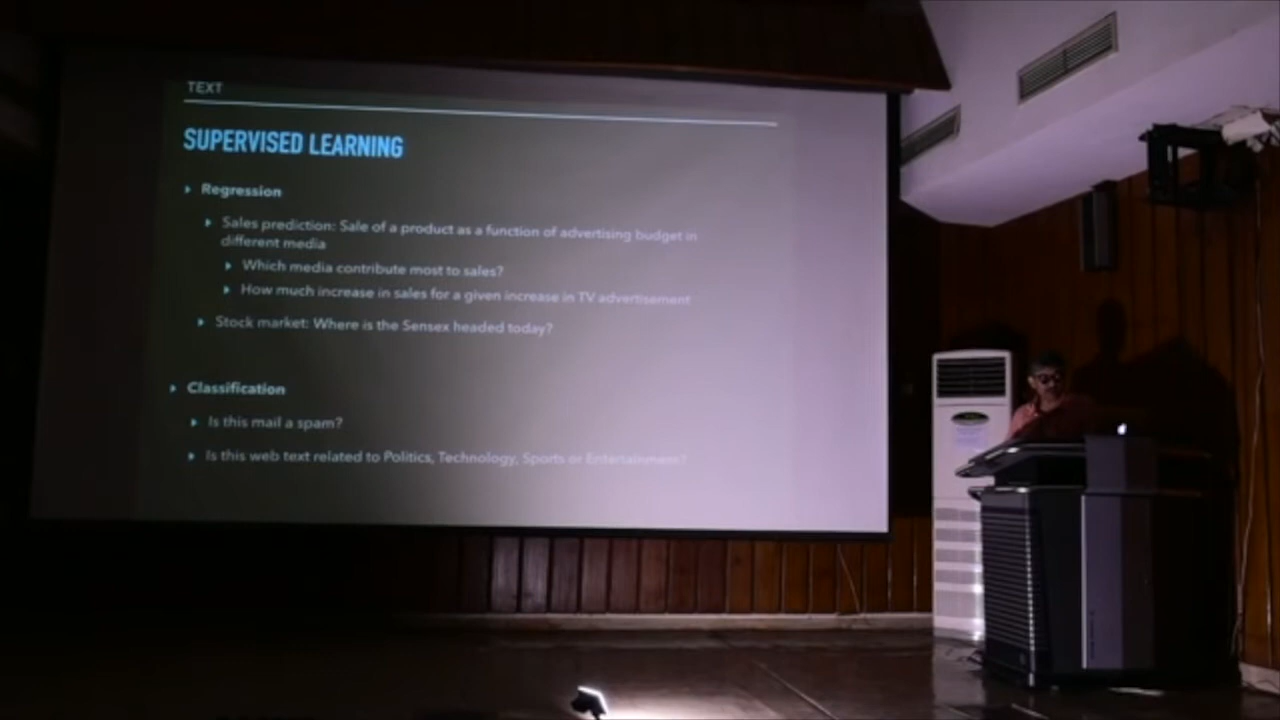 TEXT
SUPERVISED LEARNING
Regression
Sales prediction: Sale of a product as a function of advertising budget in
different media
Which media contribute most to sales?
How much increase in sales for a given increase in TV advertisement
Stock market: Where is the Sensex headed today?
Classification
Is this mail a spam?
Is this web text related to Politics, Technology, Sports or Entertainment?